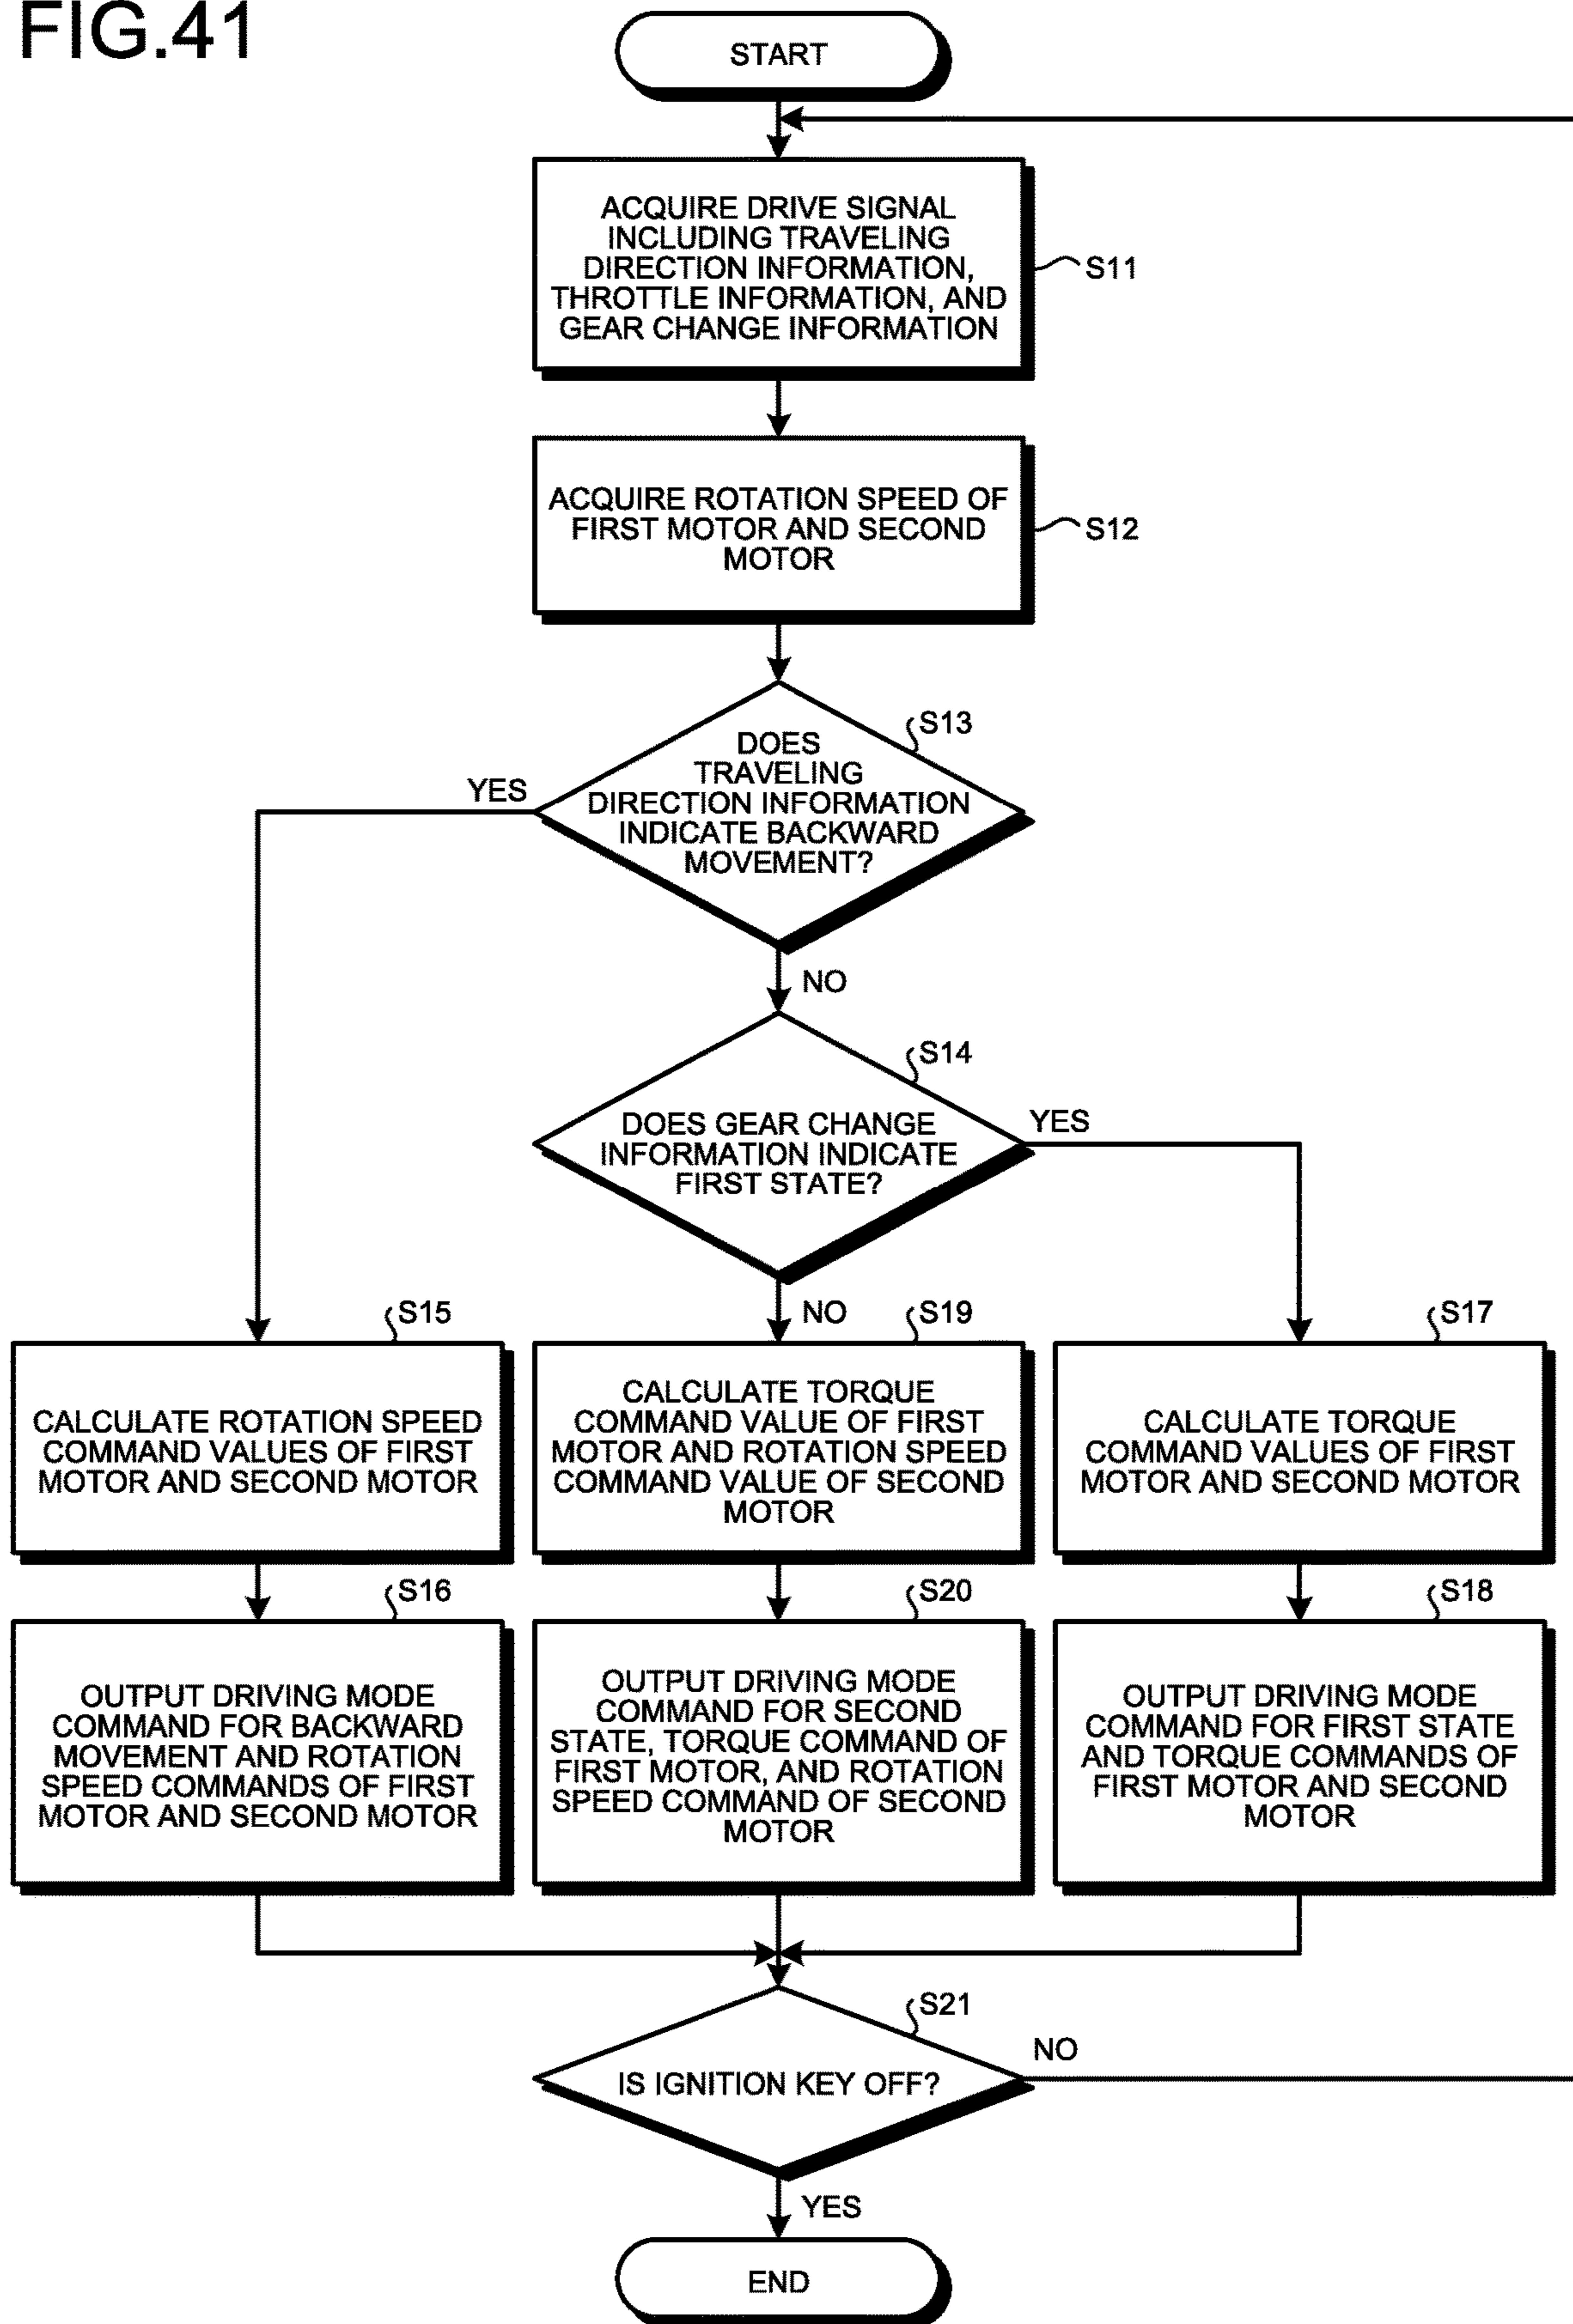 FIG.41
START
ACQUIRE DRIVE SIGNAL
INCLUDING TRAVELING
DIRECTION INFORMATION,
THROTTLE INFORMATION, AND
GEAR CHANGE INFORMATION
S11
ACQUIRE ROTATION SPEED OF
FIRST MOTOR AND SECOND
MOTOR
S12
S13
DOES
TRAVELING
DIRECTION INFORMATION
INDICATE BACKWARD
MOVEMENT?
YES
NO
S14
DOES GEAR CHANGE
INFORMATION INDICATE
FIRST STATE?
YES
NO
S15
CALCULATE ROTATION SPEED
COMMAND VALUES OF FIRST
MOTOR AND SECOND MOTOR
S19
CALCULATE TORQUE
COMMAND VALUE OF FIRST
MOTOR AND ROTATION SPEED
COMMAND VALUE OF SECOND
MOTOR
S17
CALCULATE TORQUE
COMMAND VALUES OF FIRST
MOTOR AND SECOND MOTOR
S16
OUTPUT DRIVING MODE
COMMAND FOR BACKWARD
MOVEMENT AND ROTATION
SPEED COMMANDS OF FIRST
MOTOR AND SECOND MOTOR
S20
OUTPUT DRIVING MODE
COMMAND FOR SECOND
STATE, TORQUE COMMAND OF
FIRST MOTOR, AND ROTATION
SPEED COMMAND OF SECOND
MOTOR
S18
OUTPUT DRIVING MODE
COMMAND FOR FIRST STATE
AND TORQUE COMMANDS OF
FIRST MOTOR AND SECOND
MOTOR
S21
IS IGNITION KEY OFF?
NO
YES
END